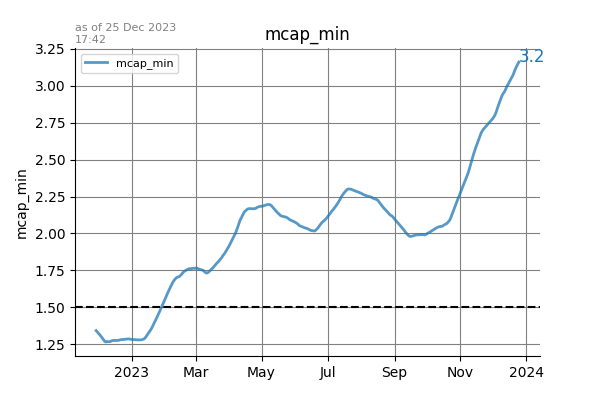 as of 25 Dec 2023
17:42
mcap_min
3.25
3.2
mcap_min
3.00
2.75
2.50
2.25
2.00
1.75
1.50
1.25
mcap_min
2023
Mar
May
Jul
Sep
Nov
2024